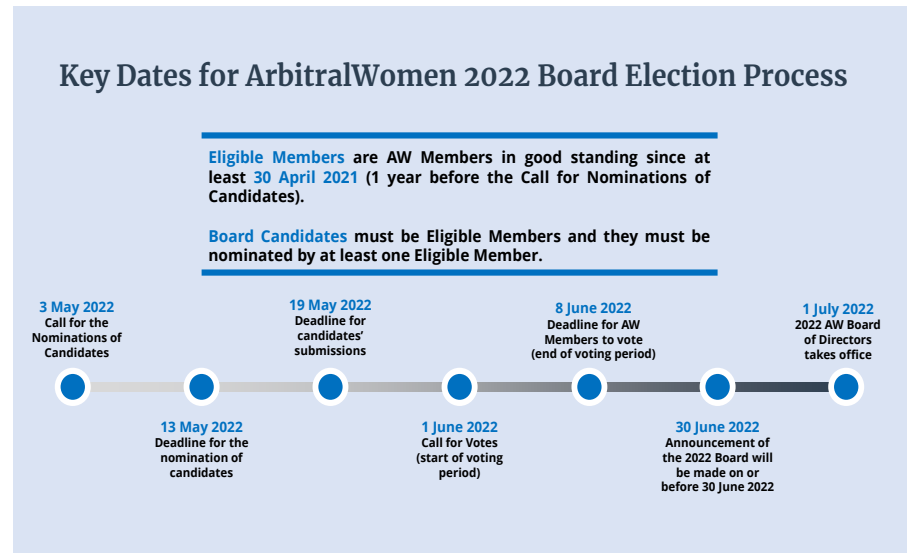 Key Dates for ArbitralWomen 2022 Board Election Process
Eligible Members are AW Members in good standing since at
least 30 April 2021 (1 year before the Call for Nominations of
Candidates).
Board Candidates must be Eligible Members and they must be
nominated by at least one Eligible Member.
3 May 2022
Call for the
Nominations of
Candidates
13 May 2022
Deadline for the
nomination of
candidates
19 May 2022
Deadline for
candidates’
submissions
1 June 2022
Call for Votes
(start of voting
period)
8 June 2022
Deadline for AW
Members to vote
(end of voting period)
30 June 2022
Announcement of
the 2022 Board will
be made on or
before 30 June 2022
1 July 2022
2022 AW Board
of Directors
takes office